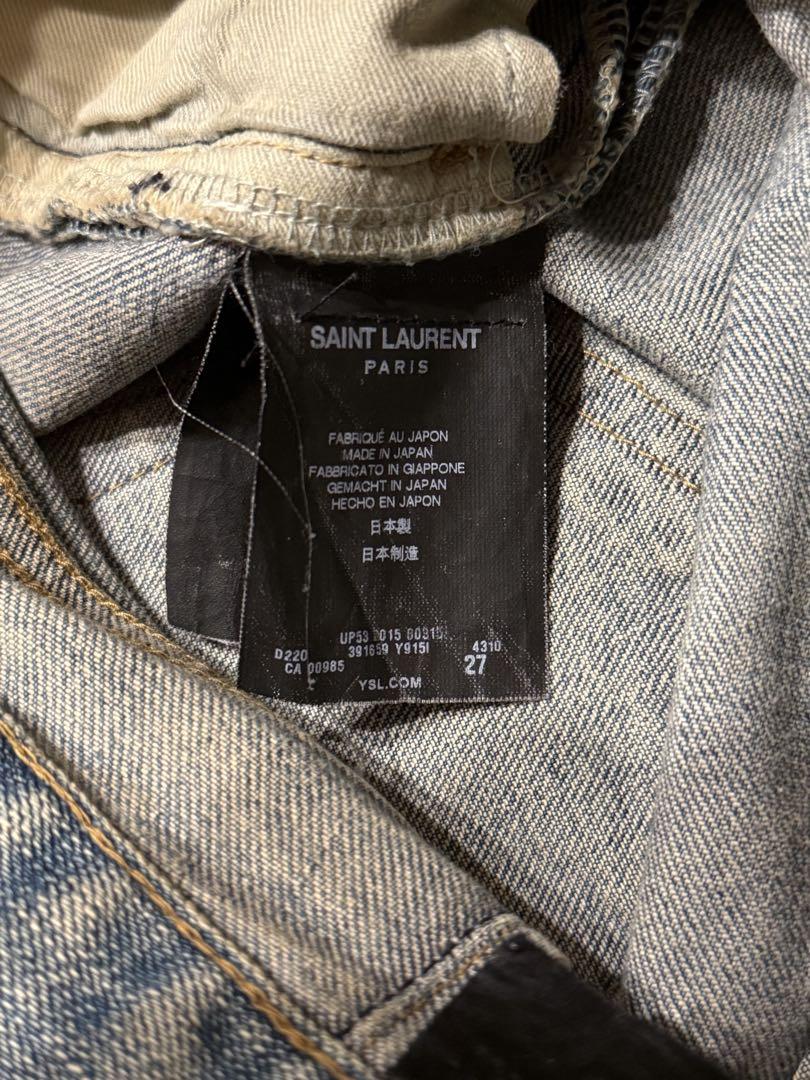 SAINT LAURENT
PARIS
FABRIQUÉ AU JAPON
MADE IN JAPAN
FABBRICATO IN GIAPPONE
GEMACHT IN JAPAN
HECHO EN JAPON
日本製
日本制造
UP53
D220 391659 Y915I 4310
CA 00985 27
YSL.COM